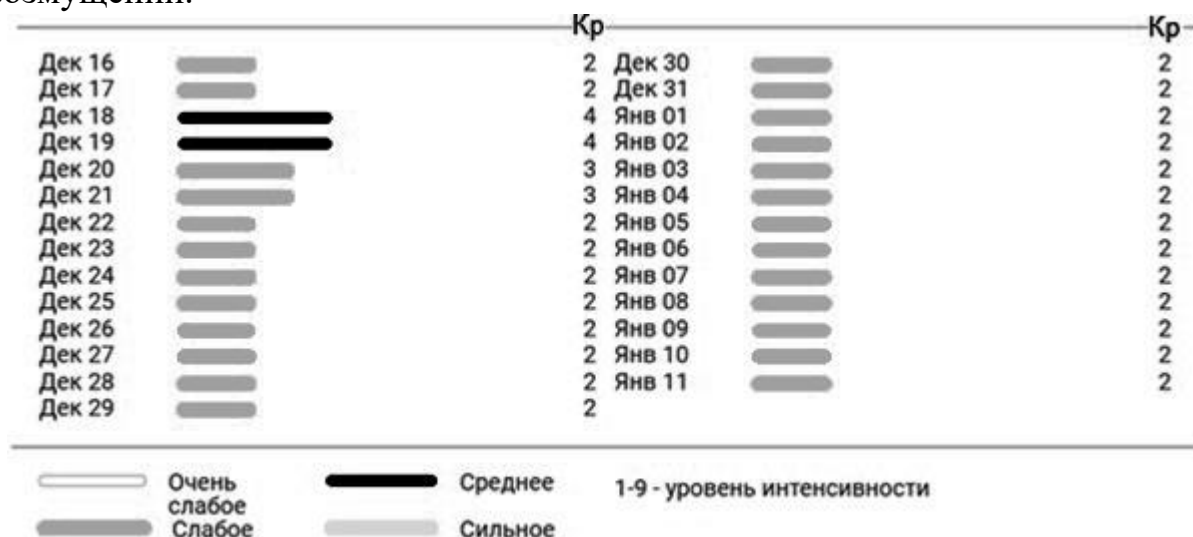 возмущений.
Кр Кр
Дек 16 2 Дек 30 2
Дек 17 2 Дек 31 2
Дек 18 4 Янв 01 2
Дек 19 4 Янв 02 2
Дек 20 3 Янв 03 2
Дек 21 3 Янв 04 2
Дек 22 2 Янв 05 2
Дек 23 2 Янв 06 2
Дек 24 2 Янв 07 2
Дек 25 2 Янв 08 2
Дек 26 2 Янв 09 2
Дек 27 2 Янв 10 2
Дек 28 2 Янв 11 2
Дек 29 2
Очень слабое Среднее 1-9 - уровень интенсивности
Слабое Сильное